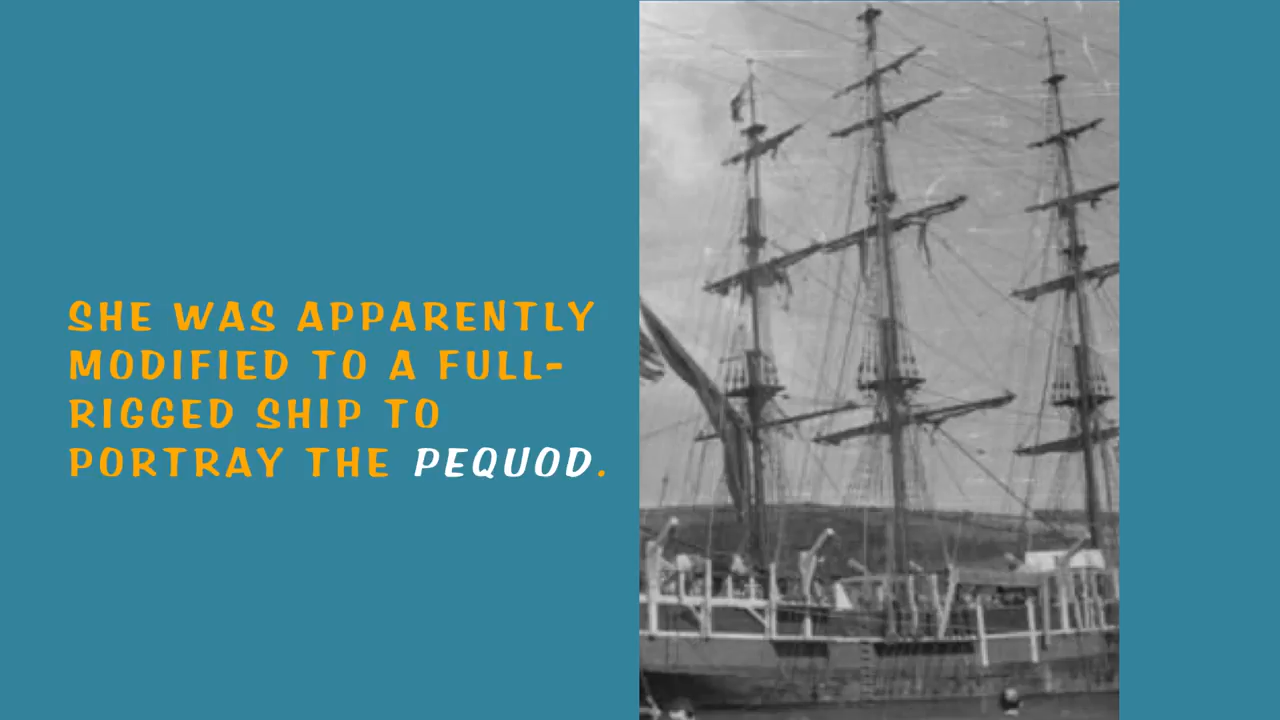 SHE WAS APPARENTLY
MODIFIED TO A FULL-
RIGGED SHIP TO
PORTRAY THE PEQUOD.